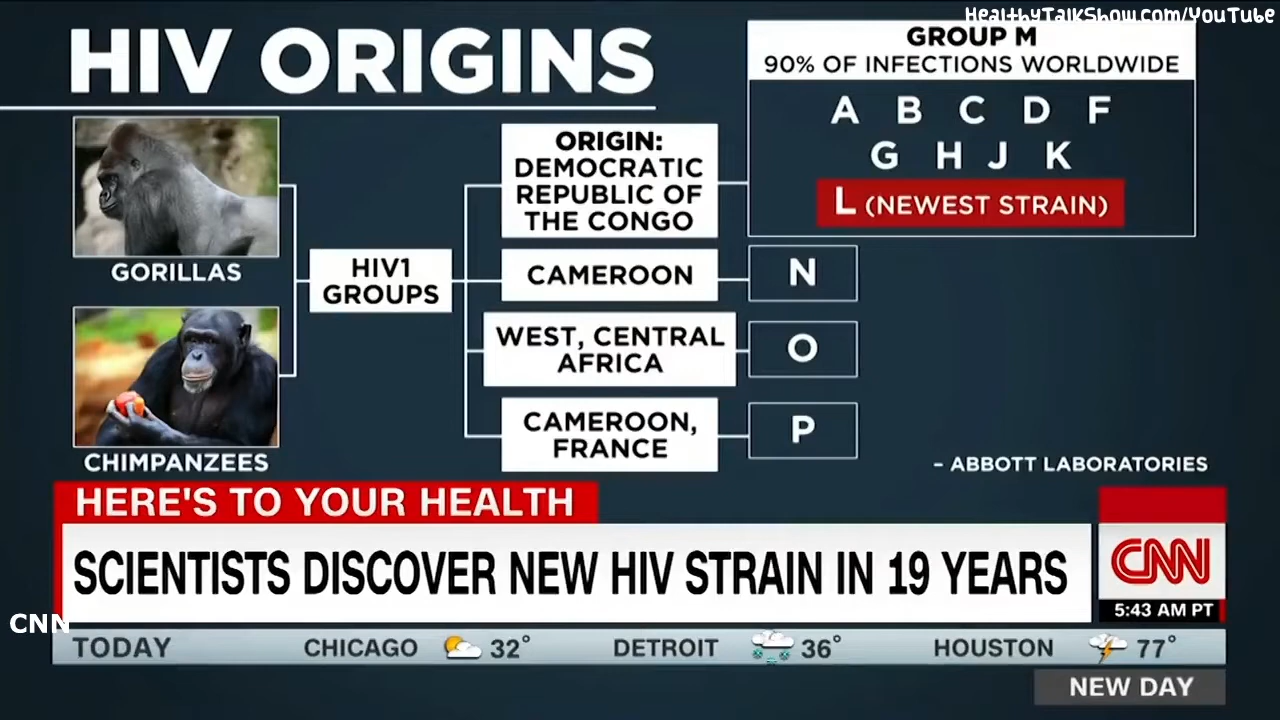 HealthyTalkShow.com/YouTube
HIV ORIGINS
GORILLAS
CHIMPANZEES
HIV1
GROUPS
ORIGIN:
DEMOCRATIC
REPUBLIC OF
THE CONGO
CAMEROON
WEST, CENTRAL
AFRICA
CAMEROON,
FRANCE
GROUP M
90% OF INFECTIONS WORLDWIDE
A B C D F
G H J K
L (NEWEST STRAIN)
N
O
P
- ABBOTT LABORATORIES
HERE'S TO YOUR HEALTH
SCIENTISTS DISCOVER NEW HIV STRAIN IN 19 YEARS
CNN
5:43 AM PT
CNN
TODAY CHICAGO 32° DETROIT 36° HOUSTON 77°
NEW DAY